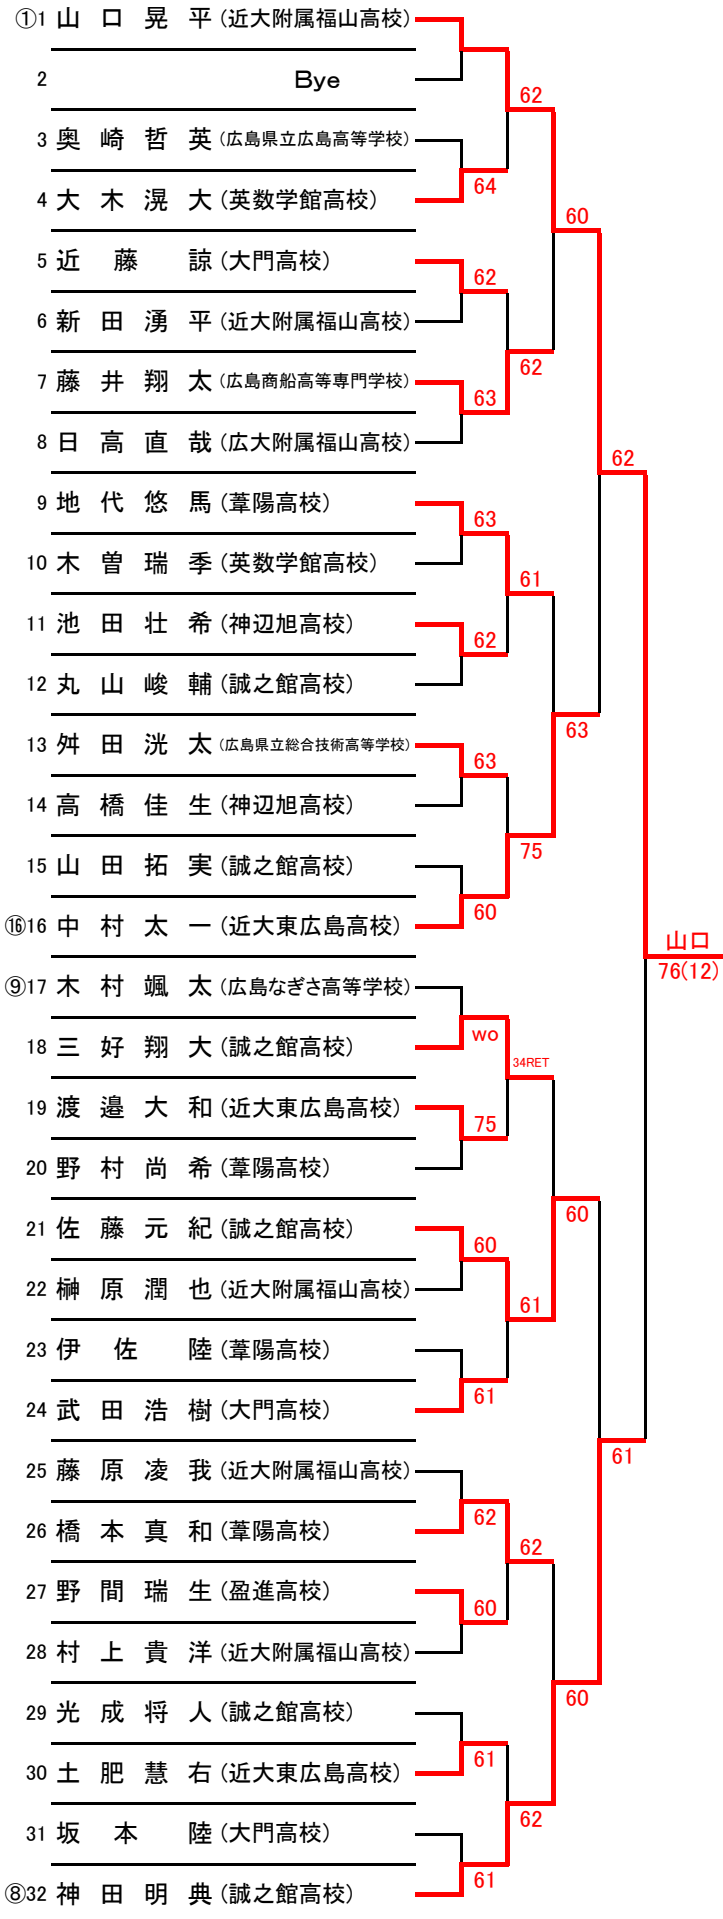 ①1 山口晃平 (近大附属福山高校)
2 Bye
62
3 奥崎哲英 (広島県立広島高等学校)
64
4 大木滉大 (英数学館高校)
60
5 近藤諒 (大門高校)
62
6 新田湧平 (近大附属福山高校)
62
7 藤井翔太 (広島商船高等専門学校)
63
8 日高直哉 (広大附属福山高校)
62
9 地代悠馬 (葦陽高校)
63
10 木曽瑞季 (英数学館高校)
61
11 池田壮希 (神辺旭高校)
62
12 丸山峻輔 (誠之館高校)
63
13 舛田洸太 (広島県立総合技術高等学校)
63
14 高橋佳生 (神辺旭高校)
75
15 山田拓実 (誠之館高校)
60
⑯16 中村太一 (近大東広島高校)
山口
76(12)
⑨17 木村颯太 (広島なぎさ高等学校)
wo
18 三好翔大 (誠之館高校)
34RET
19 渡邉大和 (近大東広島高校)
75
20 野村尚希 (葦陽高校)
60
21 佐藤元紀 (誠之館高校)
60
22 榊原潤也 (近大附属福山高校)
61
23 伊佐陸 (葦陽高校)
61
24 武田浩樹 (大門高校)
61
25 藤原凌我 (近大附属福山高校)
62
26 橋本真和 (葦陽高校)
62
27 野間瑞生 (盈進高校)
60
28 村上貴洋 (近大附属福山高校)
60
29 光成将人 (誠之館高校)
61
30 土肥慧右 (近大東広島高校)
62
31 坂本陸 (大門高校)
61
⑧32 神田明典 (誠之館高校)